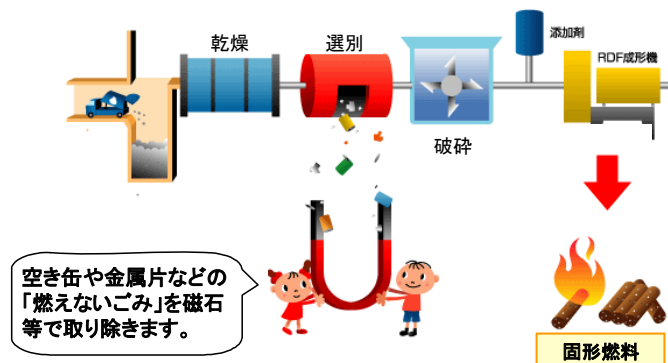 乾燥
選別
破砕
添加剤
RDF成形機
空き缶や金属片などの
「燃えないごみ」を磁石
等で取り除きます。
固形燃料